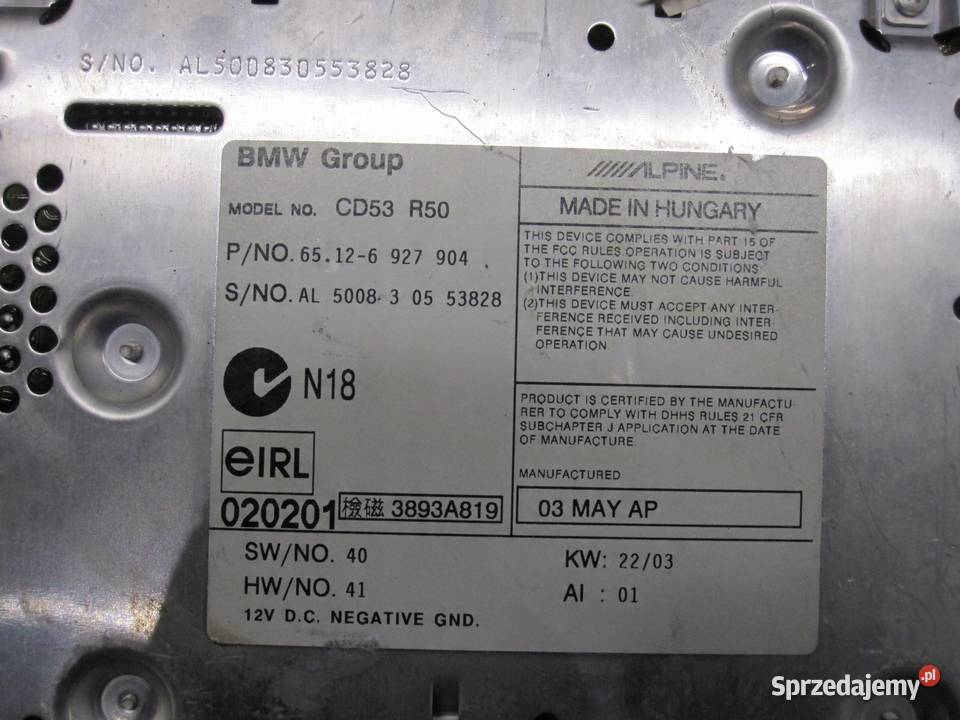 S/NO. AL500830553828
BMW Group
MODEL NO. CD53 R50
P/NO. 65.12-6 927 904
S/NO. AL 5008 3 05 53828
N18
eIRL
020201 檢磁 3893A819
ALPINE.
MADE IN HUNGARY
THIS DEVICE COMPLIES WITH PART 15 OF
THE FCC RULES OPERATION IS SUBJECT
TO THE FOLLOWING TWO CONDITIONS
(1)THIS DEVICE MAY NOT CAUSE HARMFUL
INTERFERENCE.
(2)THIS DEVICE MUST ACCEPT ANY INTER-
FERENCE RECEIVED INCLUDING INTER-
FERENCE THAT MAY CAUSE UNDESIRED
OPERATION.
PRODUCT IS CERTIFIED BY THE MANUFACTU-
RER TO COMPLY WITH DHHS RULES 21 CFR
SUBCHAPTER J APPLICATION AT THE DATE
OF MANUFACTURE.
MANUFACTURED
03 MAY AP
SW/NO. 40
HW/NO. 41
12V D.C. NEGATIVE GND.
KW: 22/03
AI : 01
Sprzedajemy.pl